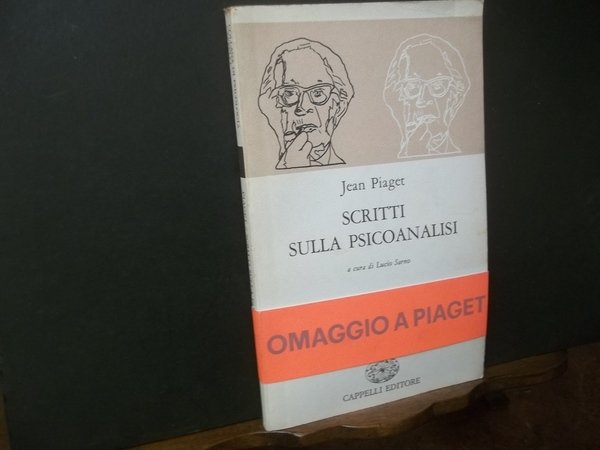 Jean Piaget
SCRITTI
SULLA PSICOANALISI
a cura di Lucio Sarno
OMAGGIO A PIAGET
CAPPELLI EDITORE